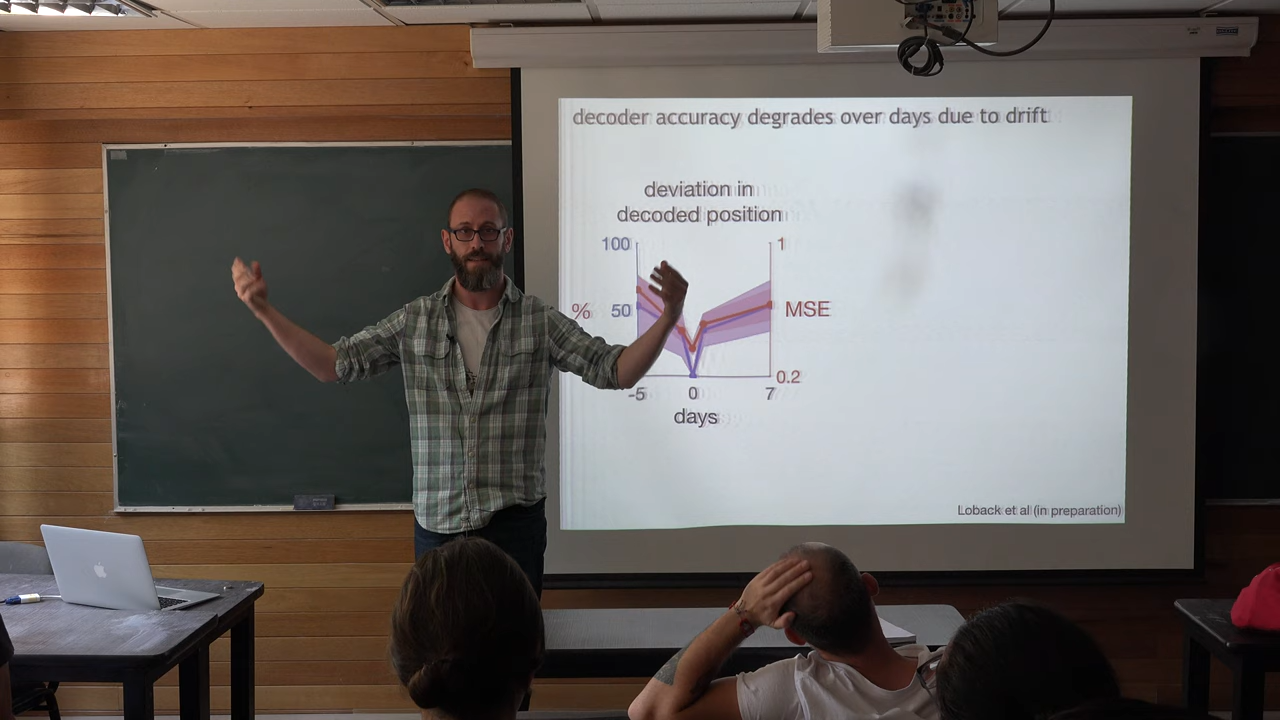 decoder accuracy degrades over days due to drift
deviation in
decoded position
100
1
%
50
MSE
0.2
-5
0
7
days
Loback et al (in preparation)